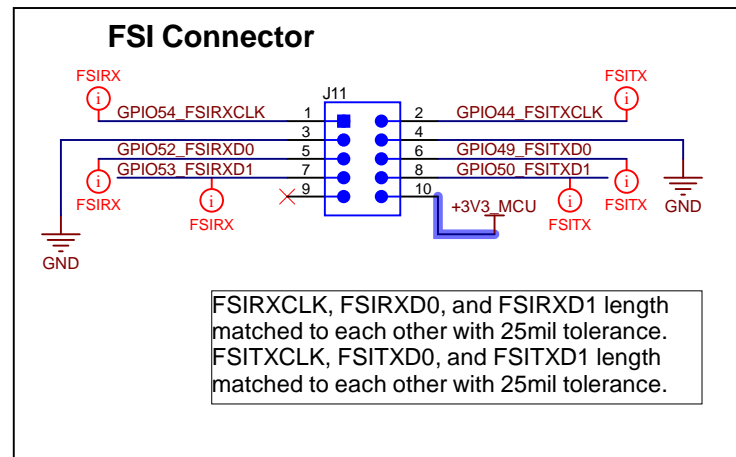 FSI Connector
FSIRX
FSITX
J11
GPIO54_FSIRXCLK 1 2 GPIO44_FSITXCLK
3 4
GPIO52_FSIRXD0 5 6 GPIO49_FSITXD0
GPIO53_FSIRXD1 7 8 GPIO50_FSITXD1
9 10
+3V3_MCU
FSIRX
FSIRX
FSITX
FSITX
GND
GND
i
i
i
i
i
i
FSIRXCLK, FSIRXD0, and FSIRXD1 length
matched to each other with 25mil tolerance.
FSITXCLK, FSITXD0, and FSITXD1 length
matched to each other with 25mil tolerance.